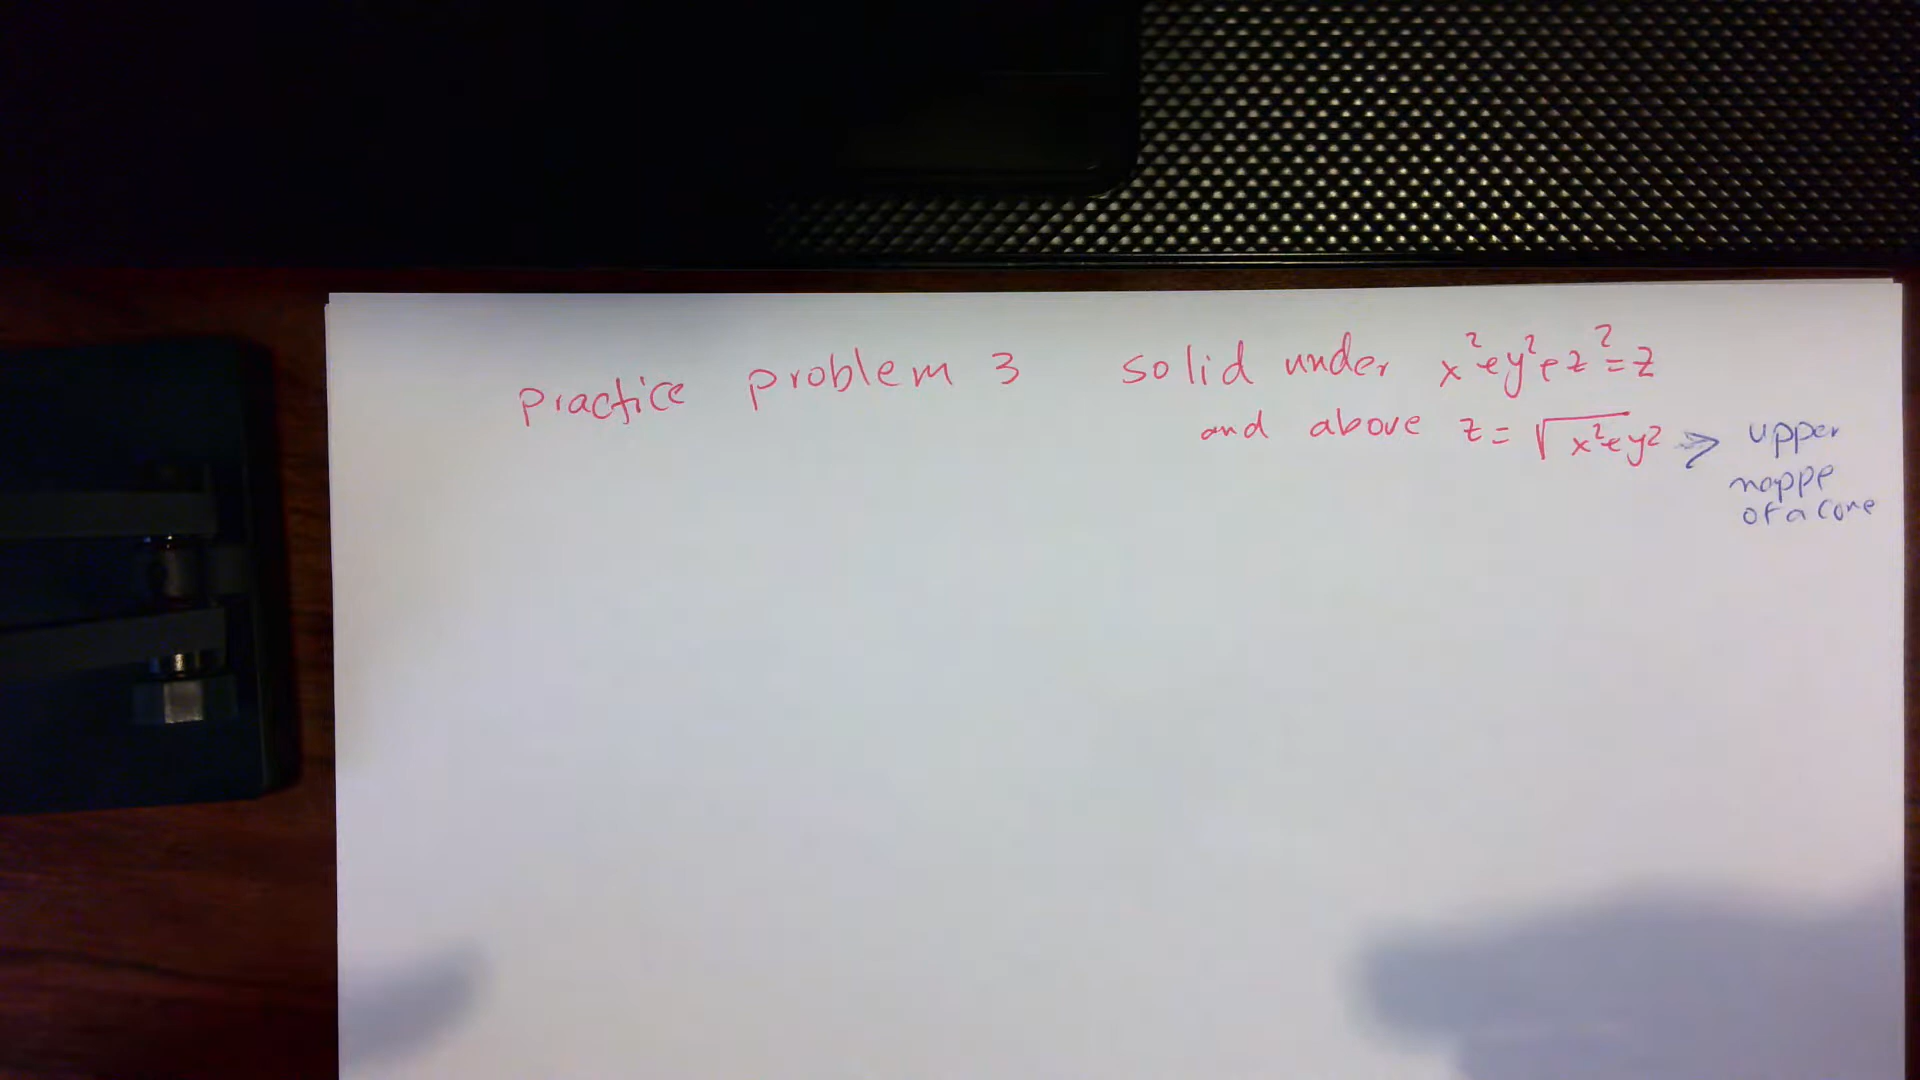 Practice problem 3 solid under x²+y²+z²=z
and above z=√x²+y² ⇒ upper
nappe
of a cone